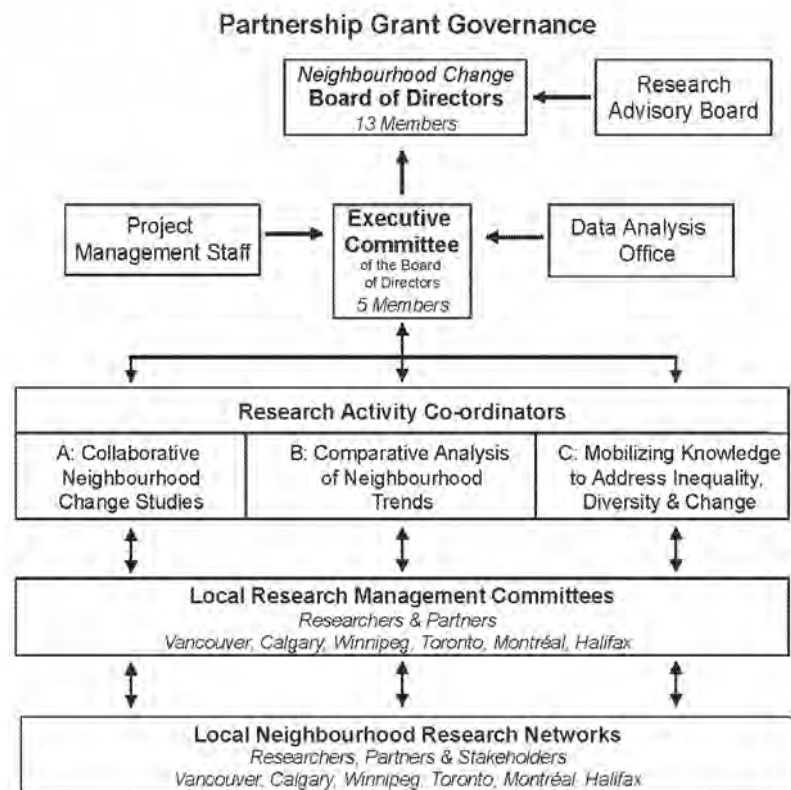 Partnership Grant Governance
Neighbourhood Change
Board of Directors
13 Members
Research
Advisory Board
Project
Management Staff
Executive
Committee
of the Board
of Directors
5 Members
Data Analysis
Office
Research Activity Co-ordinators
A: Collaborative
Neighbourhood
Change Studies
B: Comparative Analysis
of Neighbourhood
Trends
C: Mobilizing Knowledge
to Address Inequality,
Diversity & Change
Local Research Management Committees
Researchers & Partners
Vancouver, Calgary, Winnipeg, Toronto, Montréal, Halifax
Local Neighbourhood Research Networks
Researchers, Partners & Stakeholders
Vancouver, Calgary, Winnipeg, Toronto, Montréal, Halifax